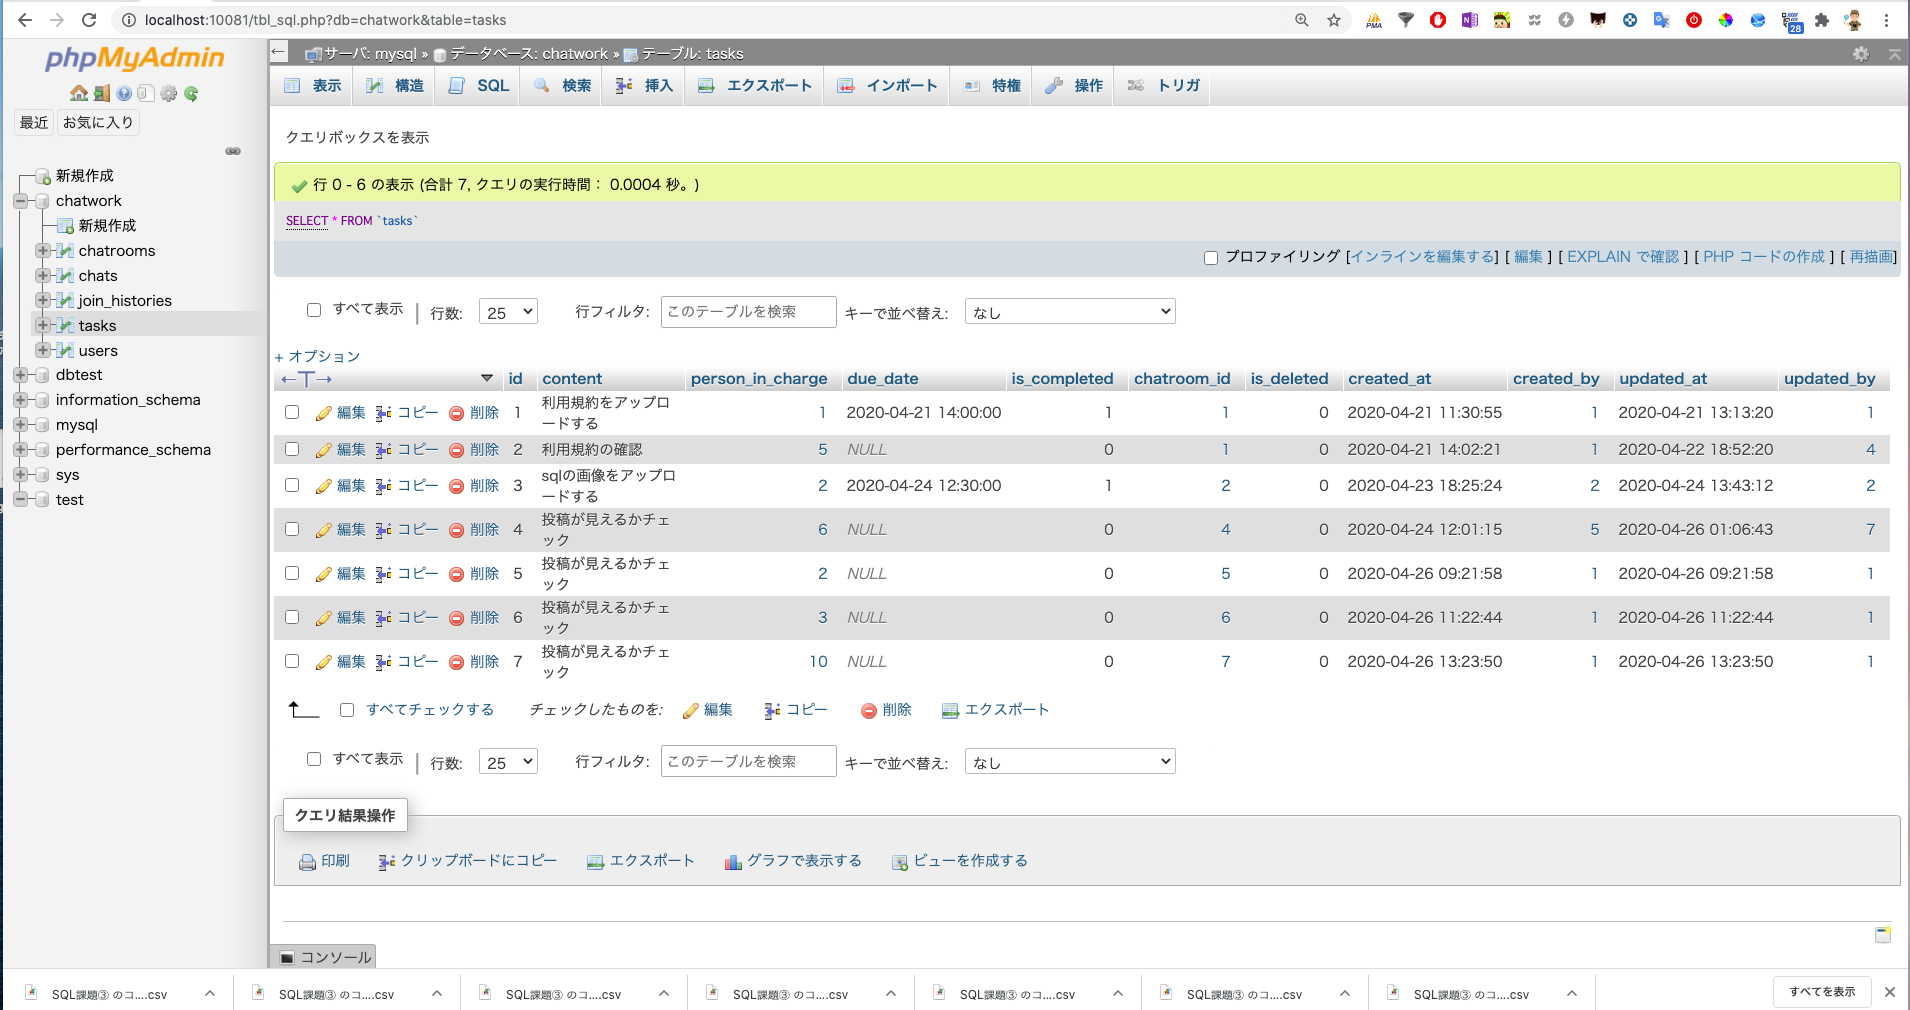 localhost:10081/tbl_sql.php?db=chatwork&table=tasks
28
phpMyAdmin
最近 お気に入り
新規作成
chatwork
新規作成
chatrooms
chats
join_histories
tasks
users
dbtest
information_schema
mysql
performance_schema
sys
test
サーバ: mysql » データベース: chatwork » テーブル: tasks
表示 構造 SQL 検索 挿入 エクスポート インポート 特権 操作 トリガ
クエリボックスを表示
行 0 - 6 の表示 (合計 7, クエリの実行時間： 0.0004 秒。)
SELECT * FROM `tasks`
プロファイリング [インラインを編集する] [ 編集 ] [ EXPLAIN で確認 ] [ PHP コードの作成 ] [ 再描画]
すべて表示 | 行数: 25 行フィルタ: このテーブルを検索 キーで並べ替え: なし
+ オプション
←T→ id content person_in_charge due_date is_completed chatroom_id is_deleted created_at created_by updated_at updated_by
編集 コピー 削除 1 利用規約をアップロ
ードする 1 2020-04-21 14:00:00 1 1 0 2020-04-21 11:30:55 1 2020-04-21 13:13:20 1
編集 コピー 削除 2 利用規約の確認 5 NULL 0 1 0 2020-04-21 14:02:21 1 2020-04-22 18:52:20 4
編集 コピー 削除 3 sqlの画像をアップロ
ードする 2 2020-04-24 12:30:00 1 2 0 2020-04-23 18:25:24 2 2020-04-24 13:43:12 2
編集 コピー 削除 4 投稿が見えるかチェ
ック 6 NULL 0 4 0 2020-04-24 12:01:15 5 2020-04-26 01:06:43 7
編集 コピー 削除 5 投稿が見えるかチェ
ック 2 NULL 0 5 0 2020-04-26 09:21:58 1 2020-04-26 09:21:58 1
編集 コピー 削除 6 投稿が見えるかチェ
ック 3 NULL 0 6 0 2020-04-26 11:22:44 1 2020-04-26 11:22:44 1
編集 コピー 削除 7 投稿が見えるかチェ
ック 10 NULL 0 7 0 2020-04-26 13:23:50 1 2020-04-26 13:23:50 1
すべてチェックする チェックしたものを: 編集 コピー 削除 エクスポート
すべて表示 | 行数: 25 行フィルタ: このテーブルを検索 キーで並べ替え: なし
クエリ結果操作
印刷 クリップボードにコピー エクスポート グラフで表示する ビューを作成する
コンソール
SQL課題③ のコ....csv SQL課題③ のコ....csv SQL課題③ のコ....csv SQL課題③ のコ....csv SQL課題③ のコ....csv SQL課題③ のコ....csv SQL課題③ のコ....csv すべてを表示